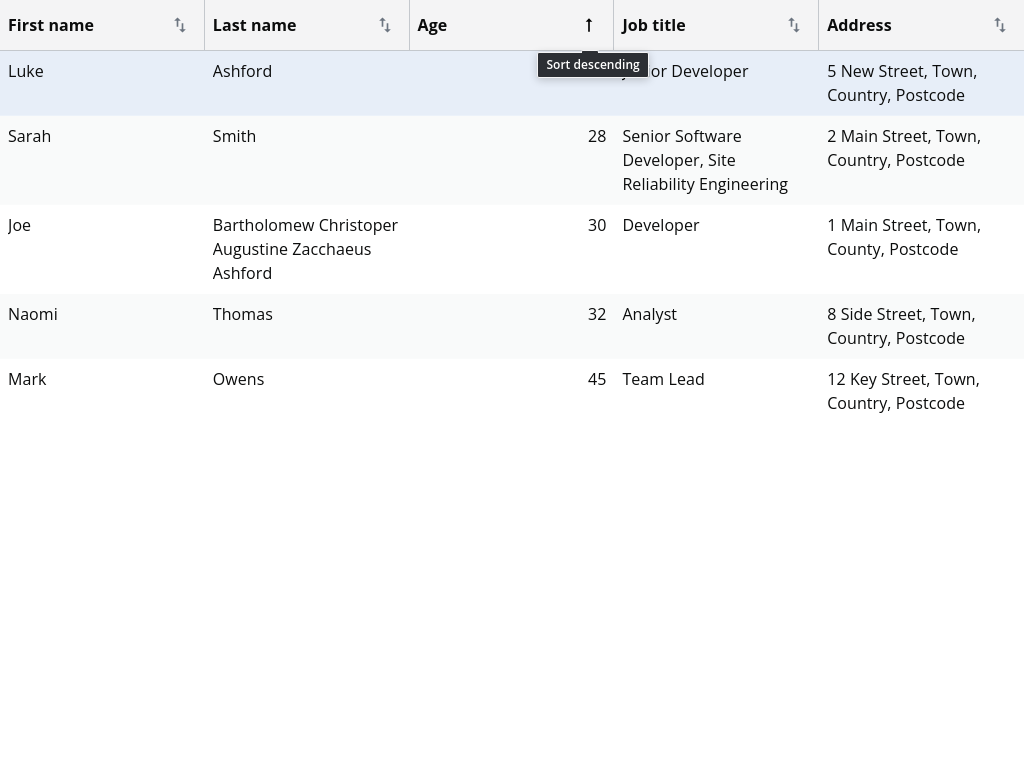 First name Last name Age Job title Address
Sort descending
Luke Ashford Developer 5 New Street, Town,
Country, Postcode
Sarah Smith 28 Senior Software 2 Main Street, Town,
Developer, Site Country, Postcode
Reliability Engineering
Joe Bartholomew Christoper 30 Developer 1 Main Street, Town,
Augustine Zacchaeus County, Postcode
Ashford
Naomi Thomas 32 Analyst 8 Side Street, Town,
Country, Postcode
Mark Owens 45 Team Lead 12 Key Street, Town,
Country, Postcode